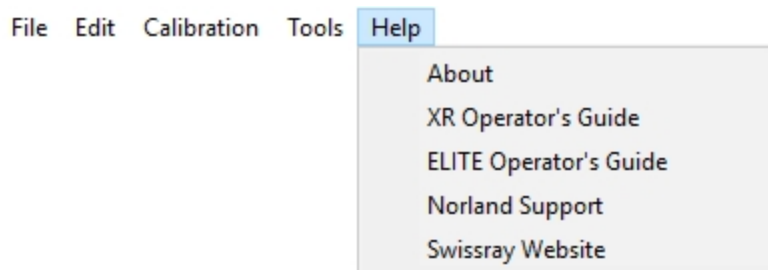 File Edit Calibration Tools Help
About
XR Operator's Guide
ELITE Operator's Guide
Norland Support
Swissray Website